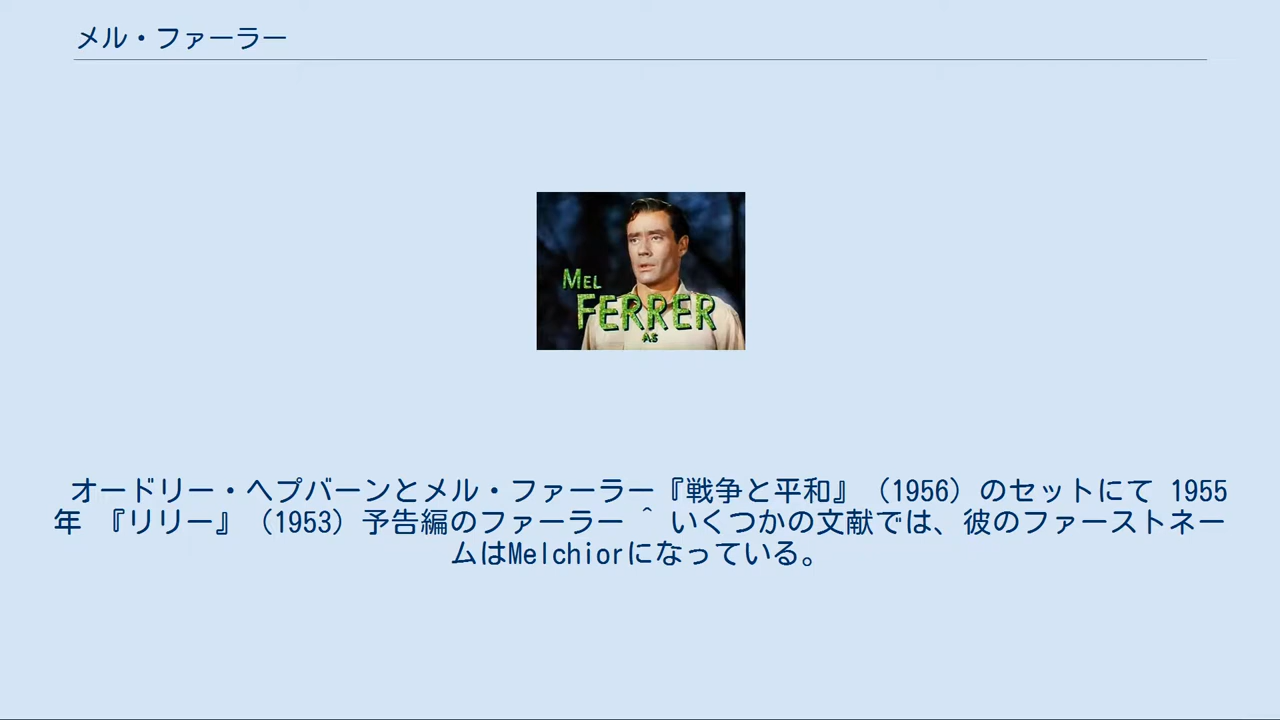 メル・ファーラー
MEL
FERRER
AS
オードリー・ヘプバーンとメル・ファーラー『戦争と平和』（1956）のセットにて 1955
年 『リリー』（1953）予告編のファーラー ＾ いくつかの文献では、彼のファーストネー
ムはMelchiorになっている。